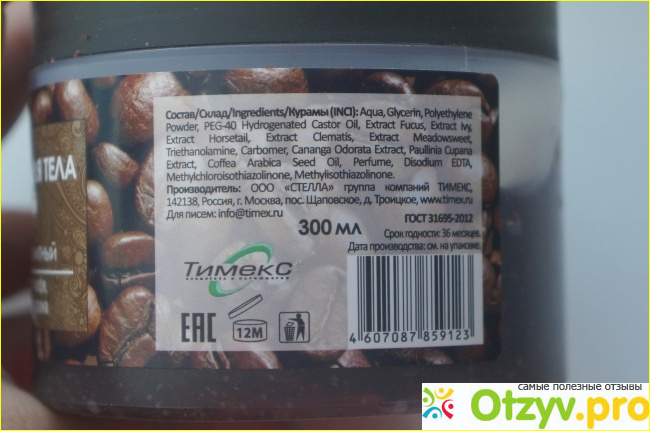 Состав/Склад/Ingredients/Курамы (INCI): Aqua, Glycerin, Polyethylene
Powder, PEG-40 Hydrogenated Castor Oil, Extract Fucus, Extract Ivy,
Extract Horsetail, Extract Clematis, Extract Meadowsweet,
Triethanolamine, Carbomer, Cananga Odorata Extract, Paullinia Cupana
Extract, Coffea Arabica Seed Oil, Perfume, Disodium EDTA,
Methylchloroisothiazolinone, Methylisothiazolinone.
Производитель: ООО «СТЕЛЛА» группа компаний ТИМЕКС,
142138, Россия, г. Москва, пос. Щаповское, д. Троицкое, www.timex.ru
Для писем: info@timex.ru
ГОСТ 31695-2012
300 мл
Срок годности: 36 месяцев.
Дата производства: см. на упаковке.
Тимекс
ЕАС
12М
4 607087 859123
ТЕЛА
самые полезные отзывы
Otzyv.pro